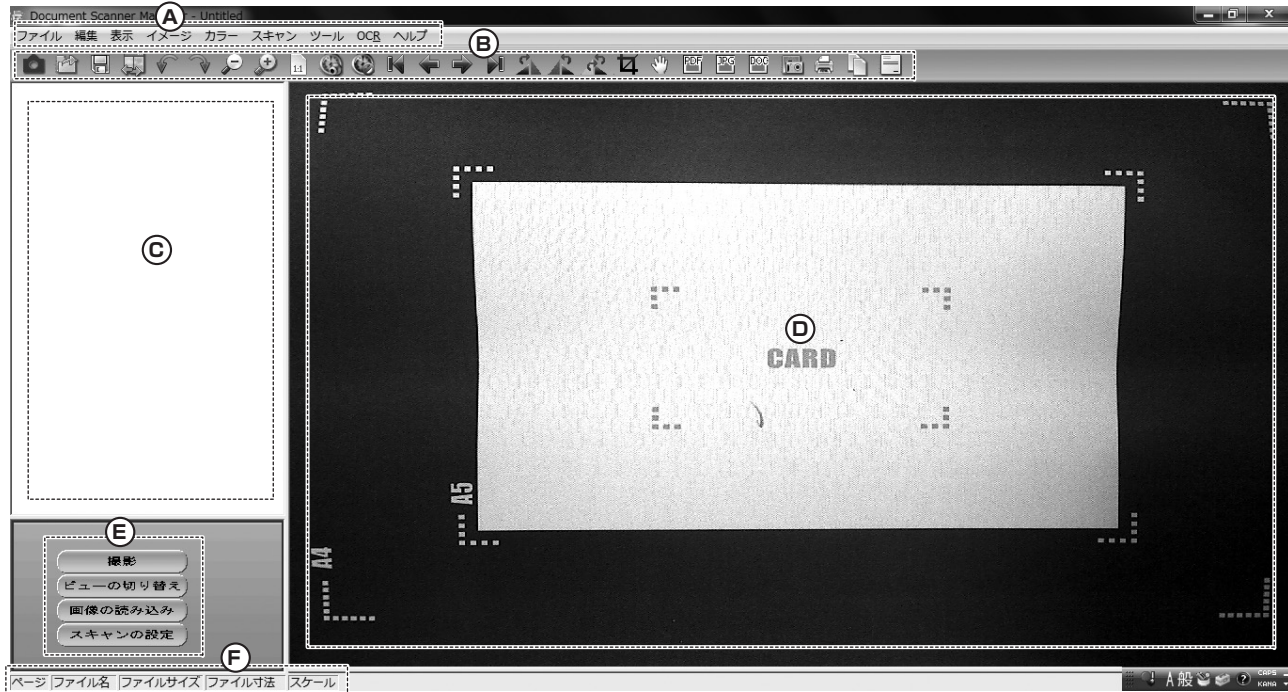 Document Scanner Ma - Untitled
A
ファイル 編集 表示 イメージ カラー スキャン ツール OCR ヘルプ
B
1:1 PDF JPG DOC
C
D
CARD
A5
A4
E
撮影
ビューの切り替え
画像の読み込み
スキャンの設定
F
ページ ファイル名 ファイルサイズ ファイル寸法 スケール
A 般 CAPS
KANA